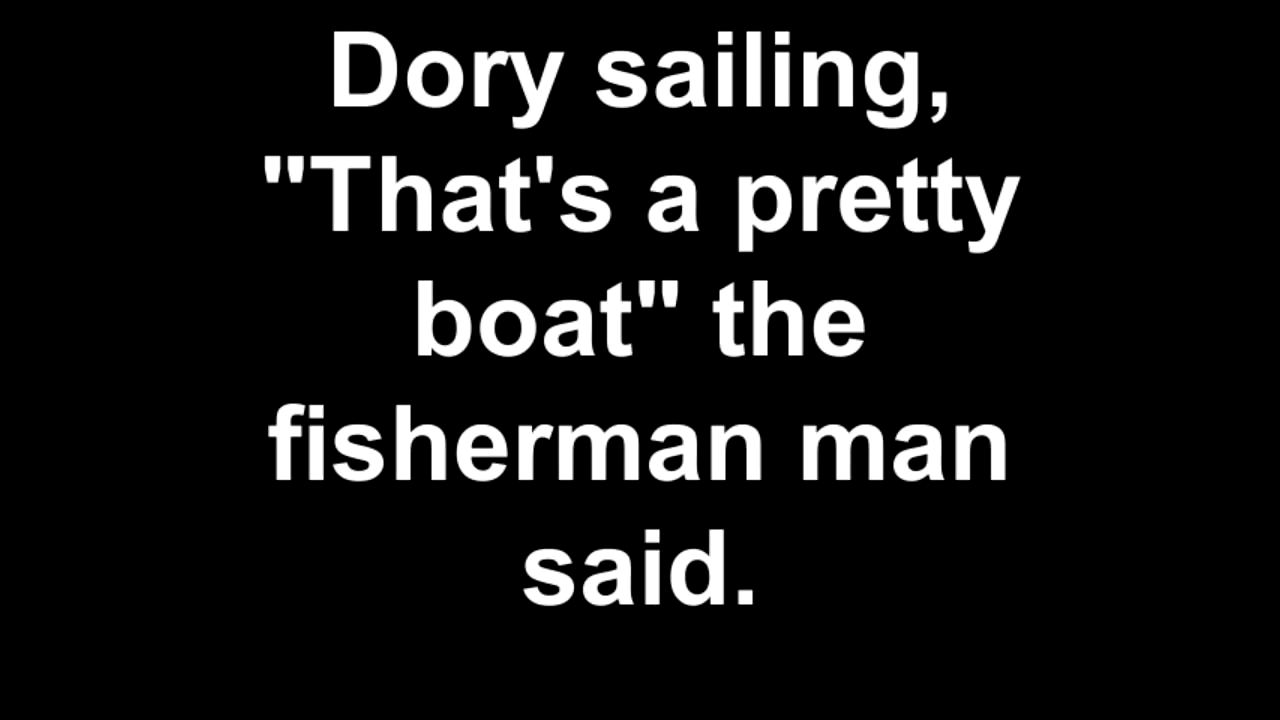 Dory sailing,
"That's a pretty
boat" the
fisherman man
said.